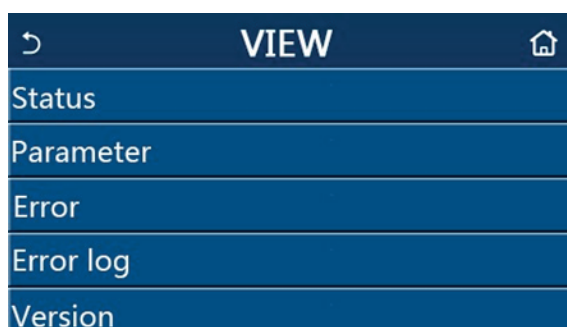 VIEW
Status
Parameter
Error
Error log
Version